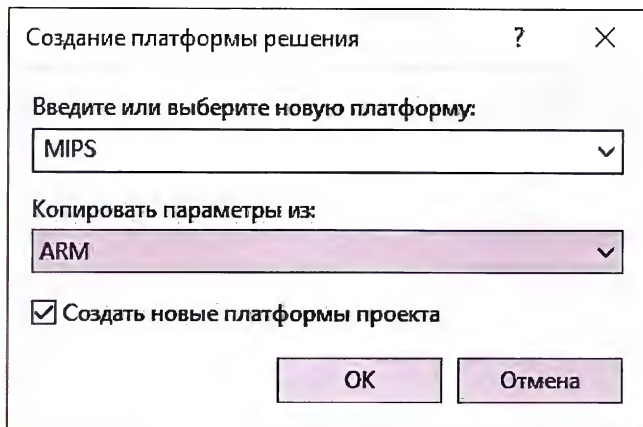 Создание платформы решения ?
Введите или выберите новую платформу:
MIPS
Копировать параметры из:
ARM
Создать новые платформы проекта
OK Отмена